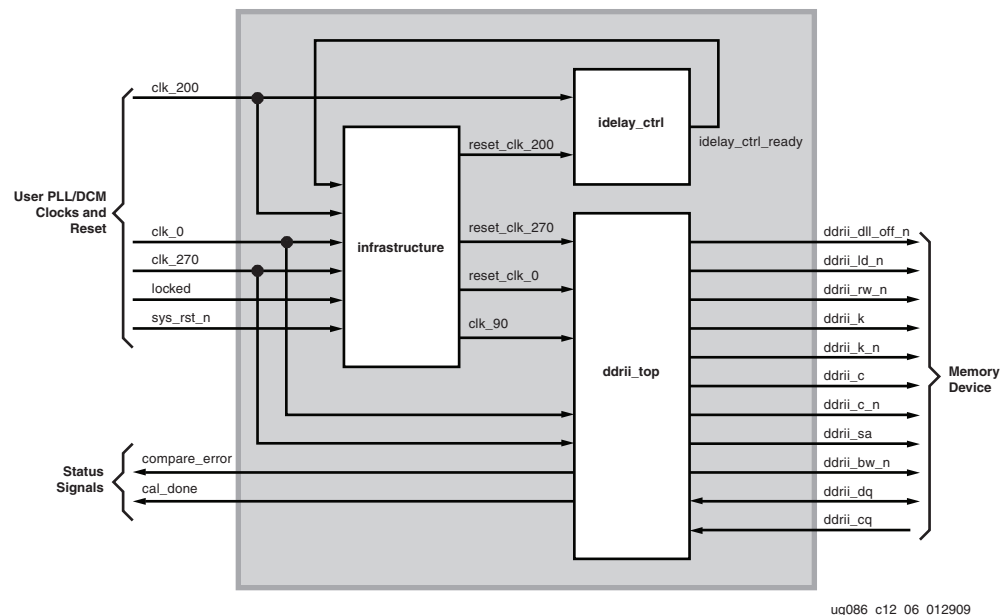 clk_200
idelay_ctrl
idelay_ctrl_ready
reset_clk_200
User PLL/DCM
Clocks and
Reset
clk_0
clk_270
locked
sys_rst_n
infrastructure
reset_clk_270
reset_clk_0
clk_90
ddrii_top
ddrii_dll_off_n
ddrii_ld_n
ddrii_rw_n
ddrii_k
ddrii_k_n
ddrii_c
ddrii_c_n
ddrii_sa
ddrii_bw_n
ddrii_dq
ddrii_cq
Memory
Device
Status
Signals
compare_error
cal_done
ug086_c12_06_012909